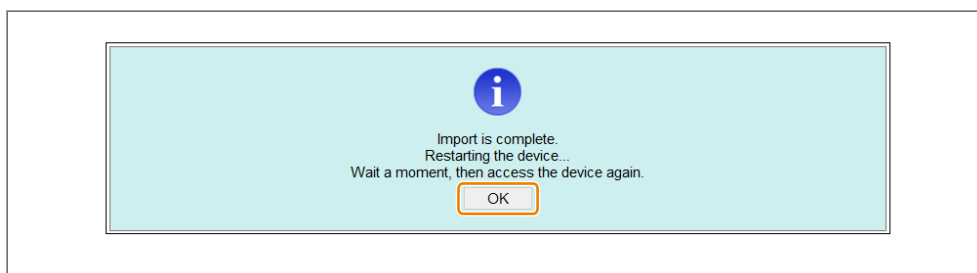 Import is complete.
Restarting the device...
Wait a moment, then access the device again.
OK